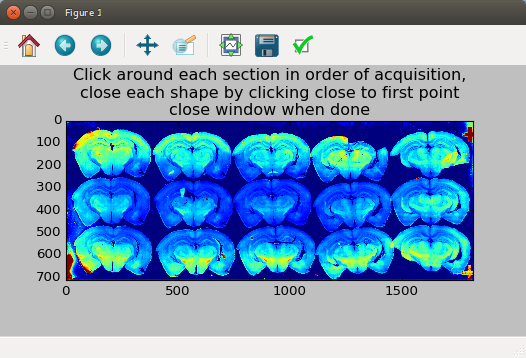 Figure 1
Click around each section in order of acquisition,
close each shape by clicking close to first point
close window when done
0
100
200
300
400
500
600
700
0 500 1000 1500